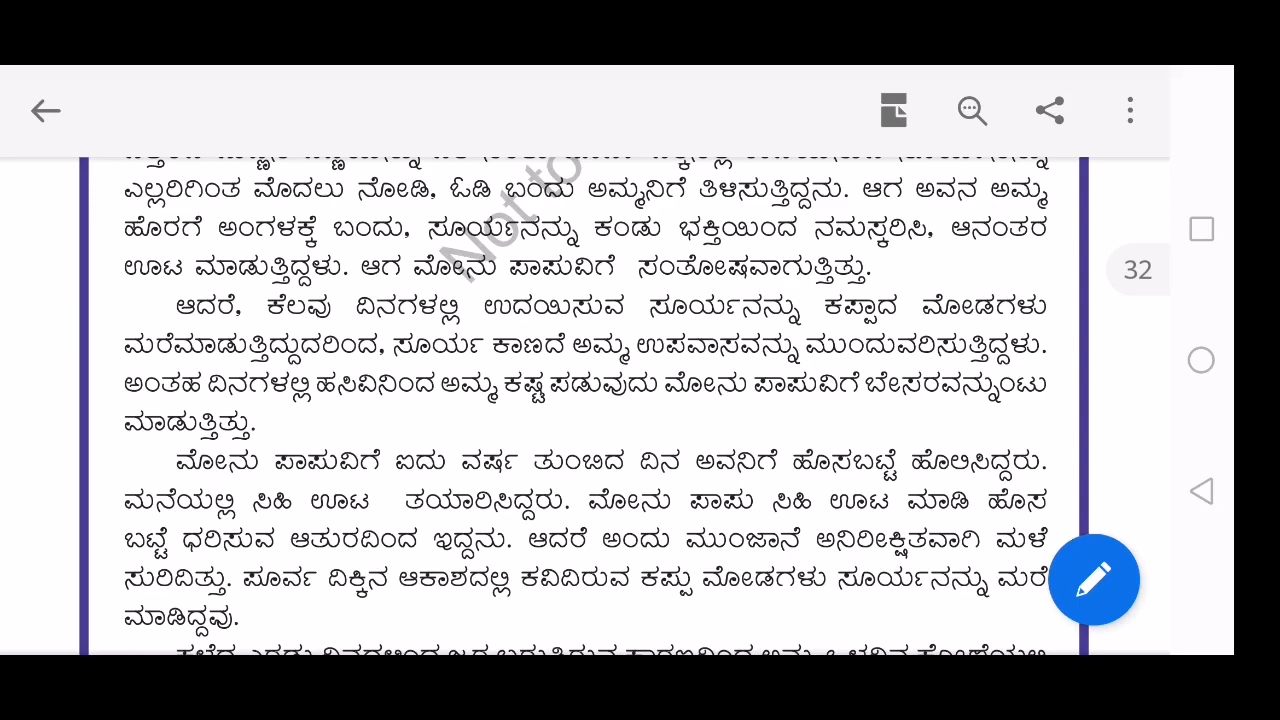 ಎಲ್ಲರಿಗಿಂತ ಮೊದಲು ನೋಡಿ, ಓಡಿ ಬಂದು ಅಮ್ಮನಿಗೆ ತಿಳಿಸುತ್ತಿದ್ದನು. ಆಗ ಅವನ ಅಮ್ಮ
ಹೊರಗೆ ಅಂಗಳಕ್ಕೆ ಬಂದು, ಸೂರ್ಯನನ್ನು ಕಂಡು ಭಕ್ತಿಯಿಂದ ನಮಸ್ಕರಿಸಿ, ಆನಂತರ
ಊಟ ಮಾಡುತ್ತಿದ್ದಳು. ಆಗ ಮೋನು ಪಾಪುವಿಗೆ ಸಂತೋಷವಾಗುತ್ತಿತ್ತು.
Not to
32
ಆದರೆ, ಕೆಲವು ದಿನಗಳಲ್ಲಿ ಉದಯಿಸುವ ಸೂರ್ಯನನ್ನು ಕಪ್ಪಾದ ಮೋಡಗಳು
ಮರೆಮಾಡುತ್ತಿದ್ದುದರಿಂದ, ಸೂರ್ಯ ಕಾಣದೆ ಅಮ್ಮ ಉಪವಾಸವನ್ನು ಮುಂದುವರಿಸುತ್ತಿದ್ದಳು.
ಅಂತಹ ದಿನಗಳಲ್ಲಿ ಹಸಿವಿನಿಂದ ಅಮ್ಮ ಕಷ್ಟ ಪಡುವುದು ಮೋನು ಪಾಪುವಿಗೆ ಬೇಸರವನ್ನುಂಟು
ಮಾಡುತ್ತಿತ್ತು.
ಮೋನು ಪಾಪುವಿಗೆ ಐದು ವರ್ಷ ತುಂಬಿದ ದಿನ ಅವನಿಗೆ ಹೊಸಬಟ್ಟೆ ಹೊಲಿಸಿದ್ದರು.
ಮನೆಯಲ್ಲಿ ಸಿಹಿ ಊಟ ತಯಾರಿಸಿದ್ದರು. ಮೋನು ಪಾಪು ಸಿಹಿ ಊಟ ಮಾಡಿ ಹೊಸ
ಬಟ್ಟೆ ಧರಿಸುವ ಆತುರದಿಂದ ಇದ್ದನು. ಆದರೆ ಅಂದು ಮುಂಜಾನೆ ಅನಿರೀಕ್ಷಿತವಾಗಿ ಮಳೆ
ಸುರಿದಿತ್ತು. ಪೂರ್ವ ದಿಕ್ಕಿನ ಆಕಾಶದಲ್ಲಿ ಕವಿದಿರುವ ಕಪ್ಪು ಮೋಡಗಳು ಸೂರ್ಯನನ್ನು ಮರೆ
ಮಾಡಿದ್ದವು.